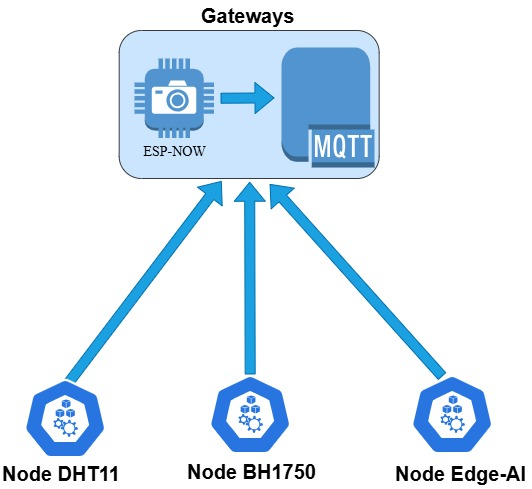 Gateways
ESP-NOW
MQTT
Node DHT11
Node BH1750
Node Edge-AI